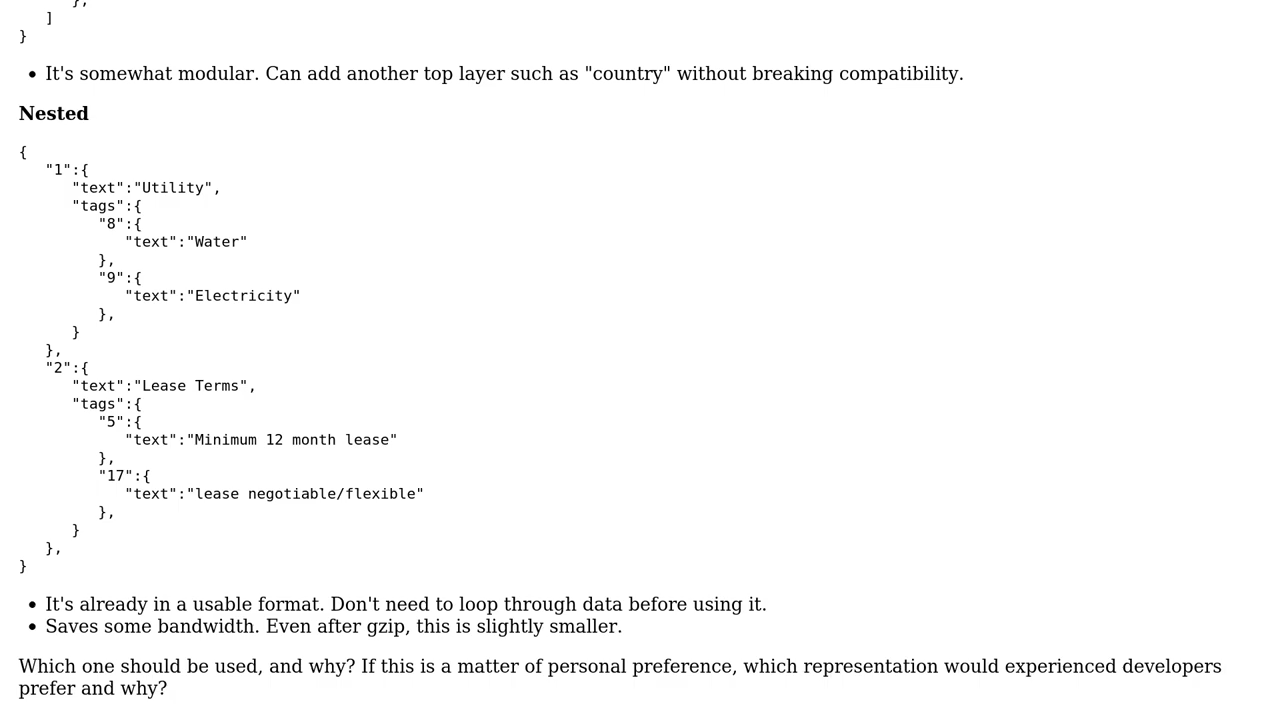 },
   ]
}
• It's somewhat modular. Can add another top layer such as "country" without breaking compatibility.
Nested
{
   "1":{
      "text":"Utility",
      "tags":{
         "8":{
            "text":"Water"
         },
         "9":{
            "text":"Electricity"
         },
      }
   },
   "2":{
      "text":"Lease Terms",
      "tags":{
         "5":{
            "text":"Minimum 12 month lease"
         },
         "17":{
            "text":"lease negotiable/flexible"
         },
      }
   },
}
• It's already in a usable format. Don't need to loop through data before using it.
• Saves some bandwidth. Even after gzip, this is slightly smaller.
Which one should be used, and why? If this is a matter of personal preference, which representation would experienced developers
prefer and why?